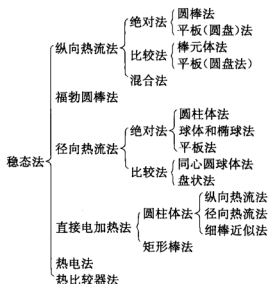 稳态法
纵向热流法
绝对法
圆棒法
平板(圆盘)法
比较法
棒元体法
平板(圆盘法)
混合法
福勃圆棒法
径向热流法
绝对法
圆柱体法
球体和椭球法
平板法
比较法
同心圆球体法
盘状法
直接电加热法
圆柱体法
纵向热流法
径向热流法
细棒近似法
矩形棒法
热电法
热比较器法